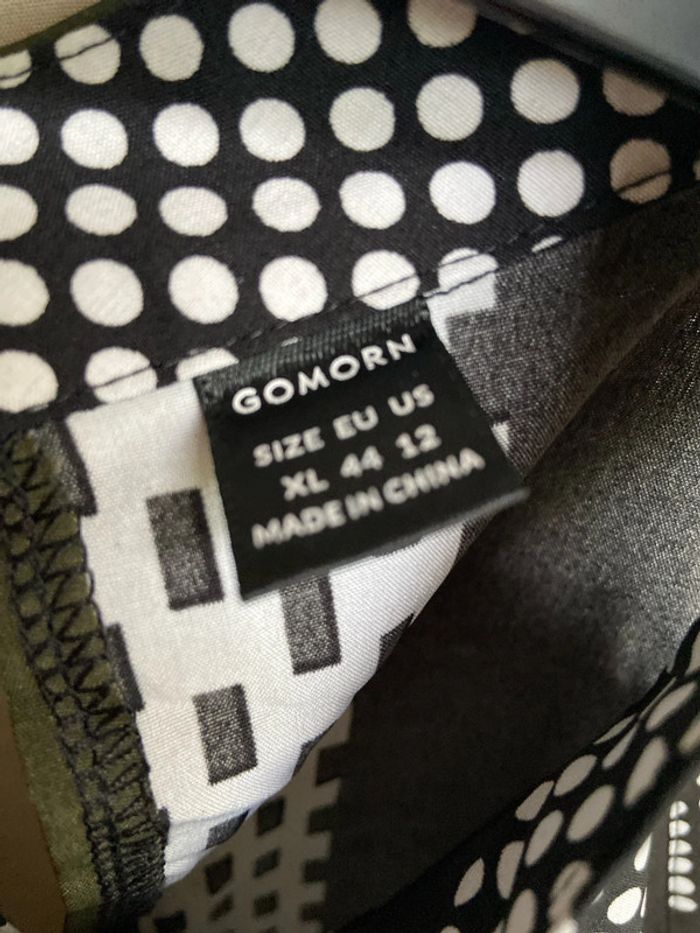 GOMORN
SIZE EU US
XL 44 12
MADE IN CHINA